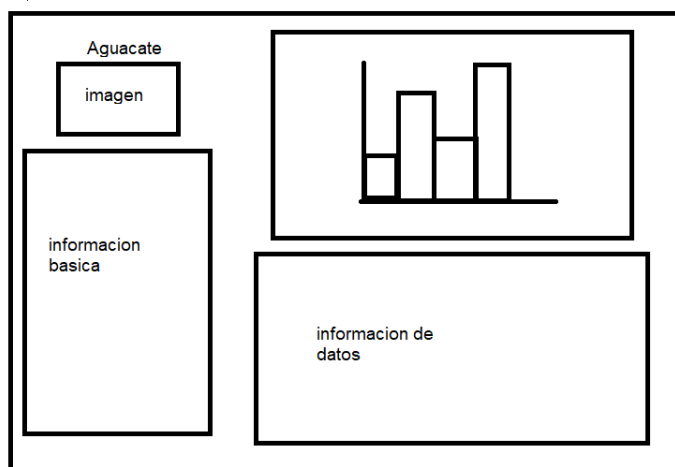 Aguacate
imagen
informacion
basica
informacion de
datos